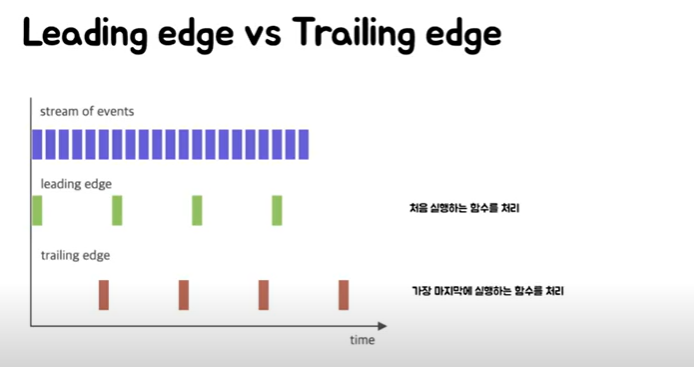 Leading edge vs Trailing edge
stream of events
leading edge
처음 실행하는 함수를 처리
trailing edge
가장 마지막에 실행하는 함수를 처리
time